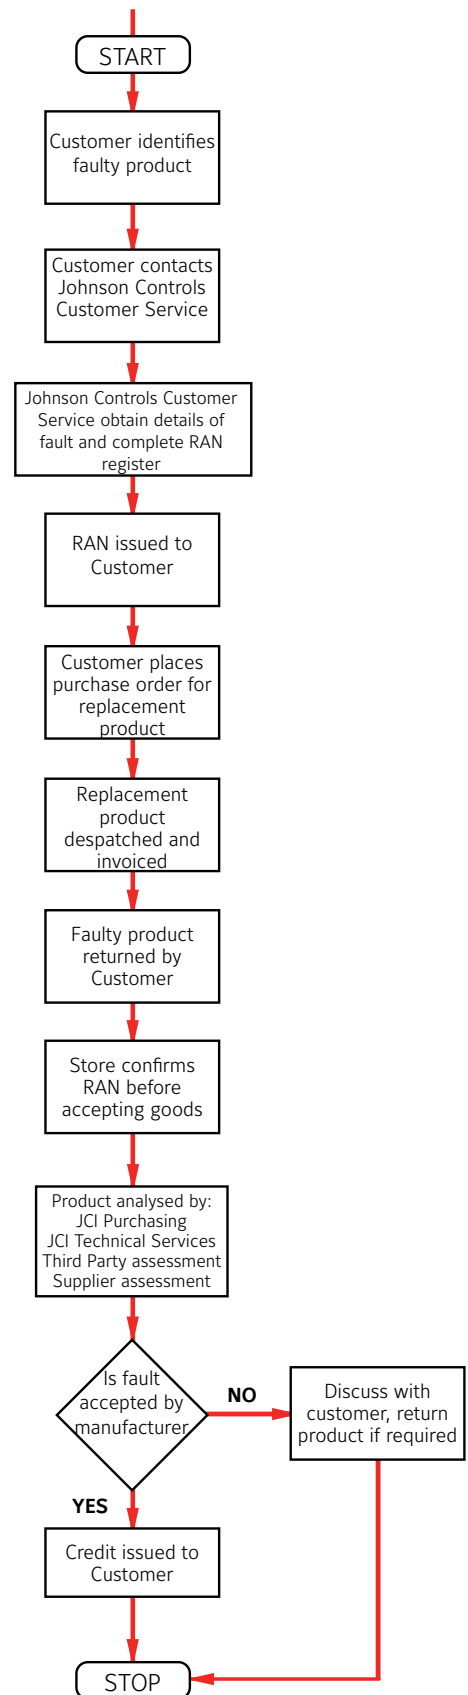 START
Customer identifies
faulty product
Customer contacts
Johnson Controls
Customer Service
Johnson Controls Customer
Service obtain details of
fault and complete RAN
register
RAN issued to
Customer
Customer places
purchase order for
replacement
product
Replacement
product
despatched and
invoiced
Faulty product
returned by
Customer
Store confirms
RAN before
accepting goods
Product analysed by:
JCI Purchasing
JCI Technical Services
Third Party assessment
Supplier assessment
Is fault
accepted by
manufacturer
NO
Discuss with
customer, return
product if required
YES
Credit issued to
Customer
STOP